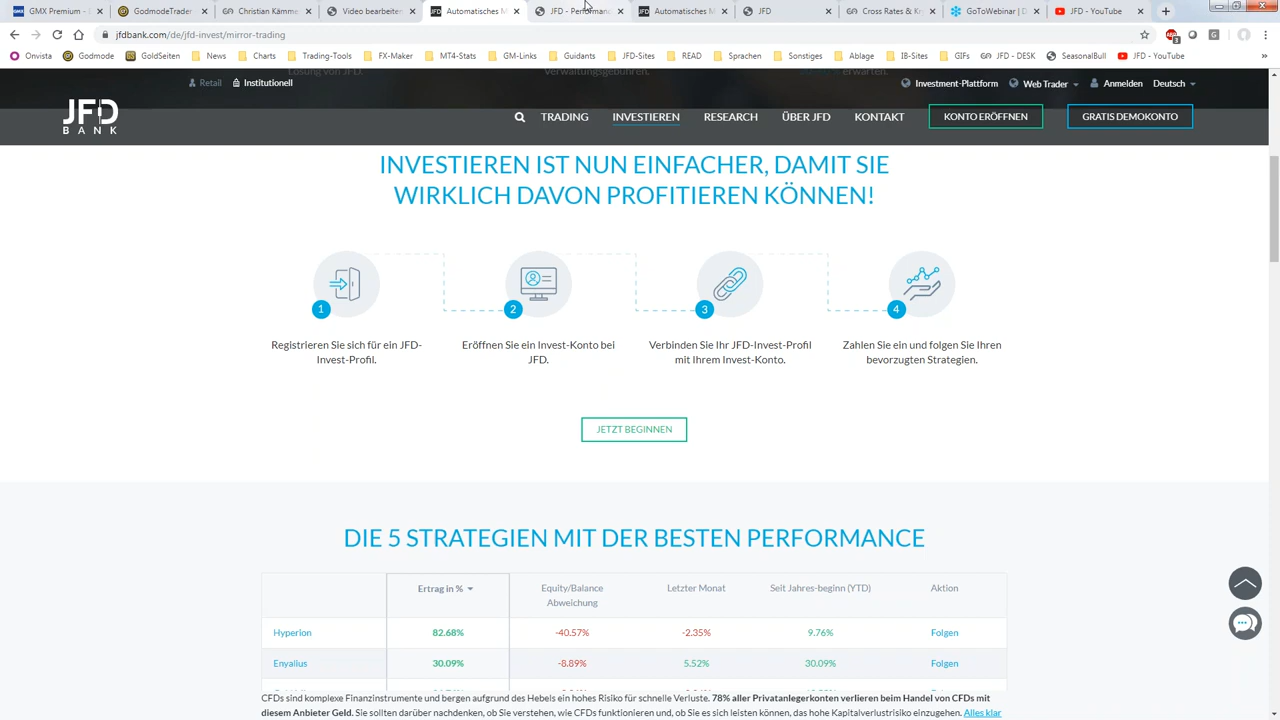 GMX Premium -
GodmodeTrader
Christian Kämme
Video bearbeiten
Automatisches M
JFD - Performanc
Automatisches M
JFD
Cross Rates & Kr
GoToWebinar | D
JFD - YouTube
jfdbank.com/de/jfd-invest/mirror-trading
Onvista
Godmode
GoldSeiten
News
Charts
Trading-Tools
FX-Maker
MT4-Stats
GM-Links
Guidants
JFD-Sites
READ
Sprachen
Sonstiges
Ablage
IB-Sites
GIFs
JFD - DESK
SeasonalBull
JFD - YouTube
Lösung von JFD.
Verwaltungsgebühren.
erwarten.
Retail
Institutionell
Investment-Plattform
Web Trader
Anmelden
Deutsch
JFD
BANK
TRADING
INVESTIEREN
RESEARCH
ÜBER JFD
KONTAKT
KONTO ERÖFFNEN
GRATIS DEMOKONTO
INVESTIEREN IST NUN EINFACHER, DAMIT SIE
WIRKLICH DAVON PROFITIEREN KÖNNEN!
1
2
3
4
Registrieren Sie sich für ein JFD-
Invest-Profil.
Eröffnen Sie ein Invest-Konto bei
JFD.
Verbinden Sie Ihr JFD-Invest-Profil
mit Ihrem Invest-Konto.
Zahlen Sie ein und folgen Sie Ihren
bevorzugten Strategien.
JETZT BEGINNEN
DIE 5 STRATEGIEN MIT DER BESTEN PERFORMANCE
Ertrag in %
Equity/Balance
Abweichung
Letzter Monat
Seit Jahres-beginn (YTD)
Aktion
Hyperion
82.68%
-40.57%
-2.35%
9.76%
Folgen
Enyalius
30.09%
-8.89%
5.52%
30.09%
Folgen
CFDs sind komplexe Finanzinstrumente und bergen aufgrund des Hebels ein hohes Risiko für schnelle Verluste. 78% aller Privatanlegerkonten verlieren beim Handel von CFDs mit
diesem Anbieter Geld. Sie sollten darüber nachdenken, ob Sie verstehen, wie CFDs funktionieren und, ob Sie es sich leisten können, das hohe Kapitalverlustrisiko einzugehen. Alles klar